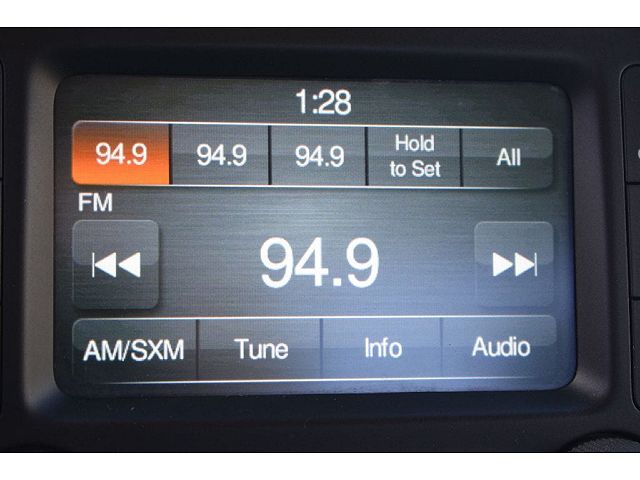 1:28
94.9 94.9 94.9 Hold to Set All
FM
94.9
AM/SXM Tune Info Audio